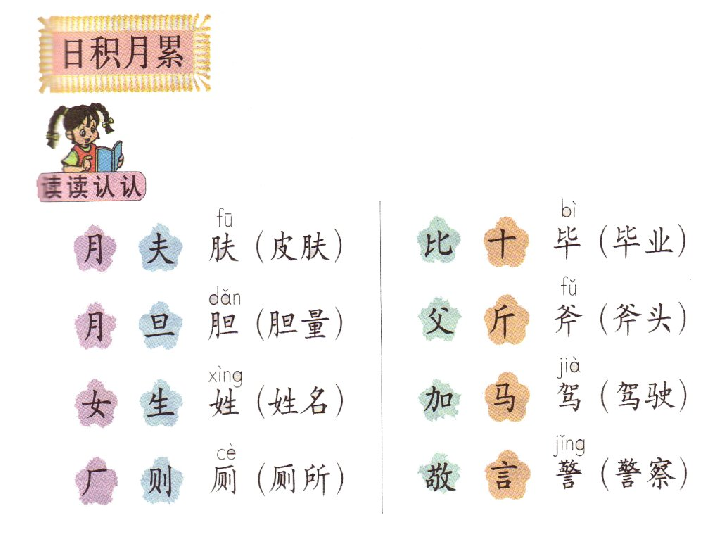 日积月累
读读认认
fū
月 夫 肤（皮肤）
dǎn
月 旦 胆（胆量）
xìng
女 生 姓（姓名）
cè
厂 则 厕（厕所）
bì
比 十 毕（毕业）
fǔ
父 斤 斧（斧头）
jià
加 马 驾（驾驶）
jǐng
敬 言 警（警察）